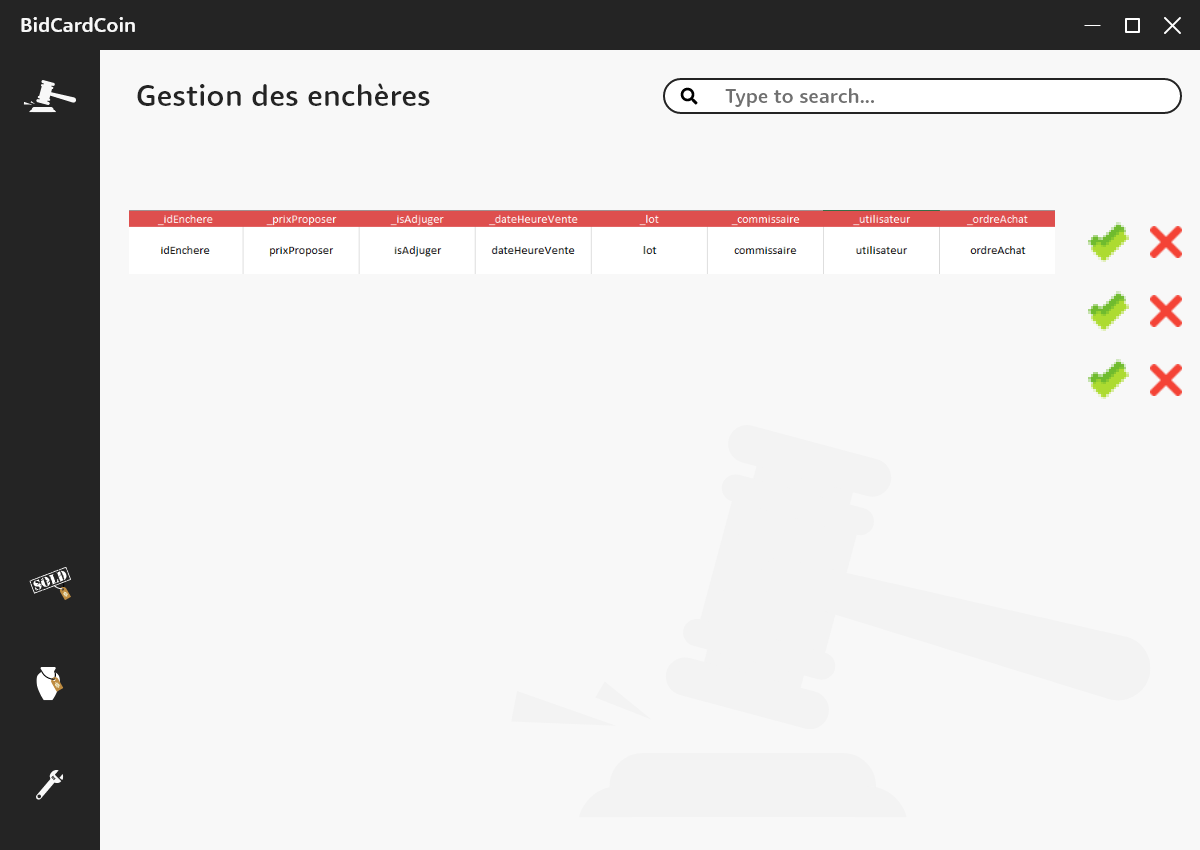 BidCardCoin
Gestion des enchères
Type to search...
_idEnchere _prixProposer _isAdjuger _dateHeureVente _lot _commissaire _utilisateur _ordreAchat
idEnchere prixProposer isAdjuger dateHeureVente lot commissaire utilisateur ordreAchat
SOLD